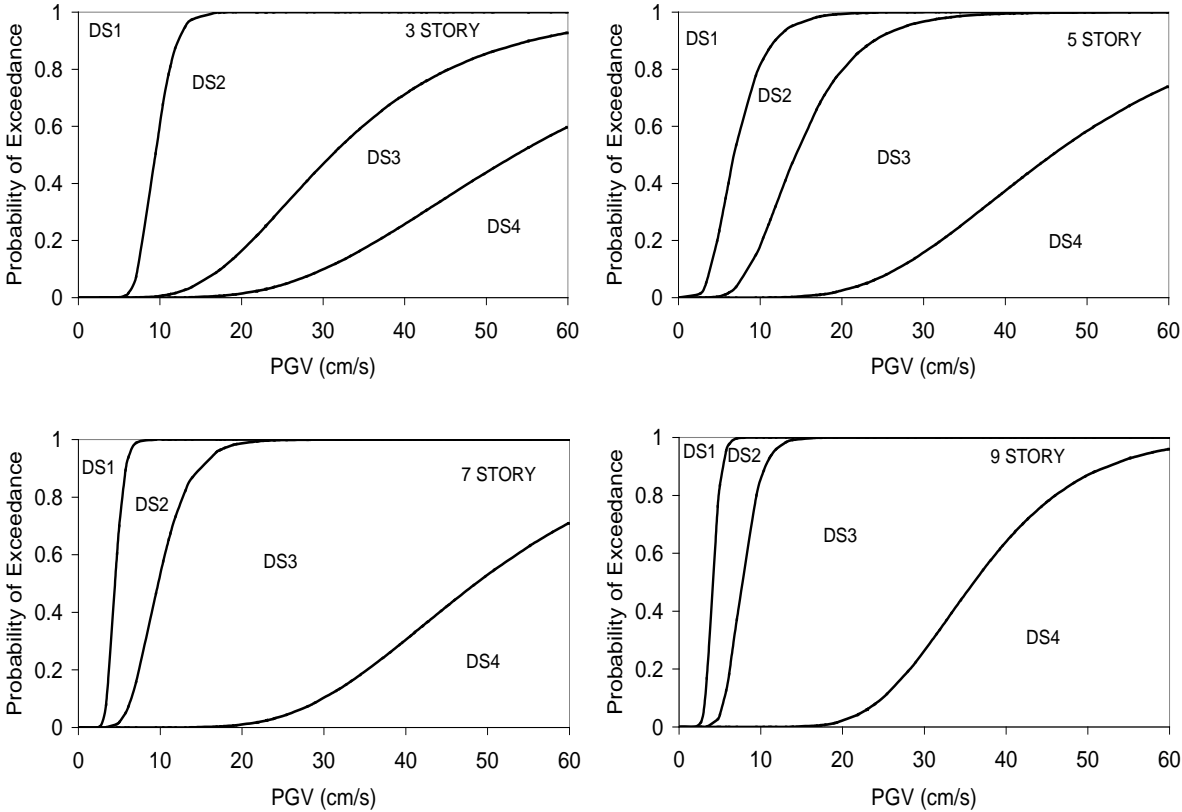 Probability of Exceedance
1
0.8
0.6
0.4
0.2
0
DS1
3 STORY
DS2
DS3
DS4
0 10 20 30 40 50 60
PGV (cm/s)
Probability of Exceedance
1
0.8
0.6
0.4
0.2
0
DS1
5 STORY
DS2
DS3
DS4
0 10 20 30 40 50 60
PGV (cm/s)
Probability of Exceedance
1
0.8
0.6
0.4
0.2
0
DS1
7 STORY
DS2
DS3
DS4
0 10 20 30 40 50 60
PGV (cm/s)
Probability of Exceedance
1
0.8
0.6
0.4
0.2
0
DS1 DS2
9 STORY
DS3
DS4
0 10 20 30 40 50 60
PGV (cm/s)